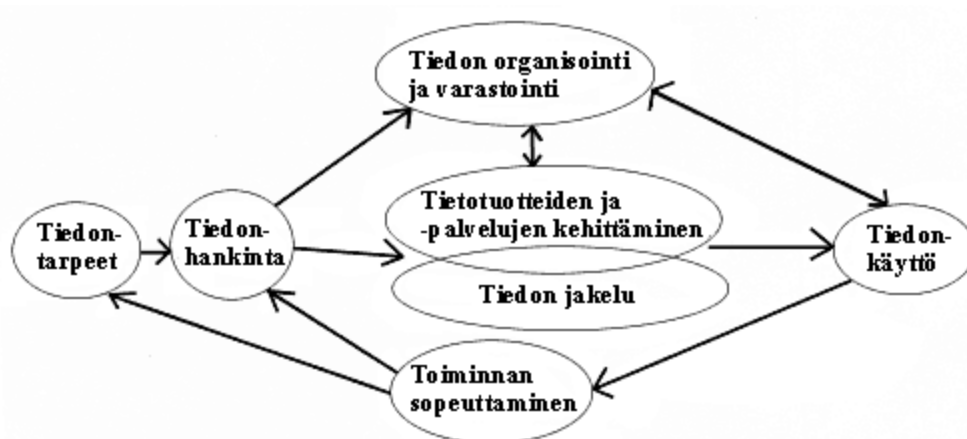 Tiedon organisointi
ja varastointi
Tietotuotteiden ja
-palvelujen kehittäminen
Tiedon-
tarpeet
Tiedon-
hankinta
Tiedon-
käyttö
Tiedon jakelu
Toiminnan
sopeuttaminen